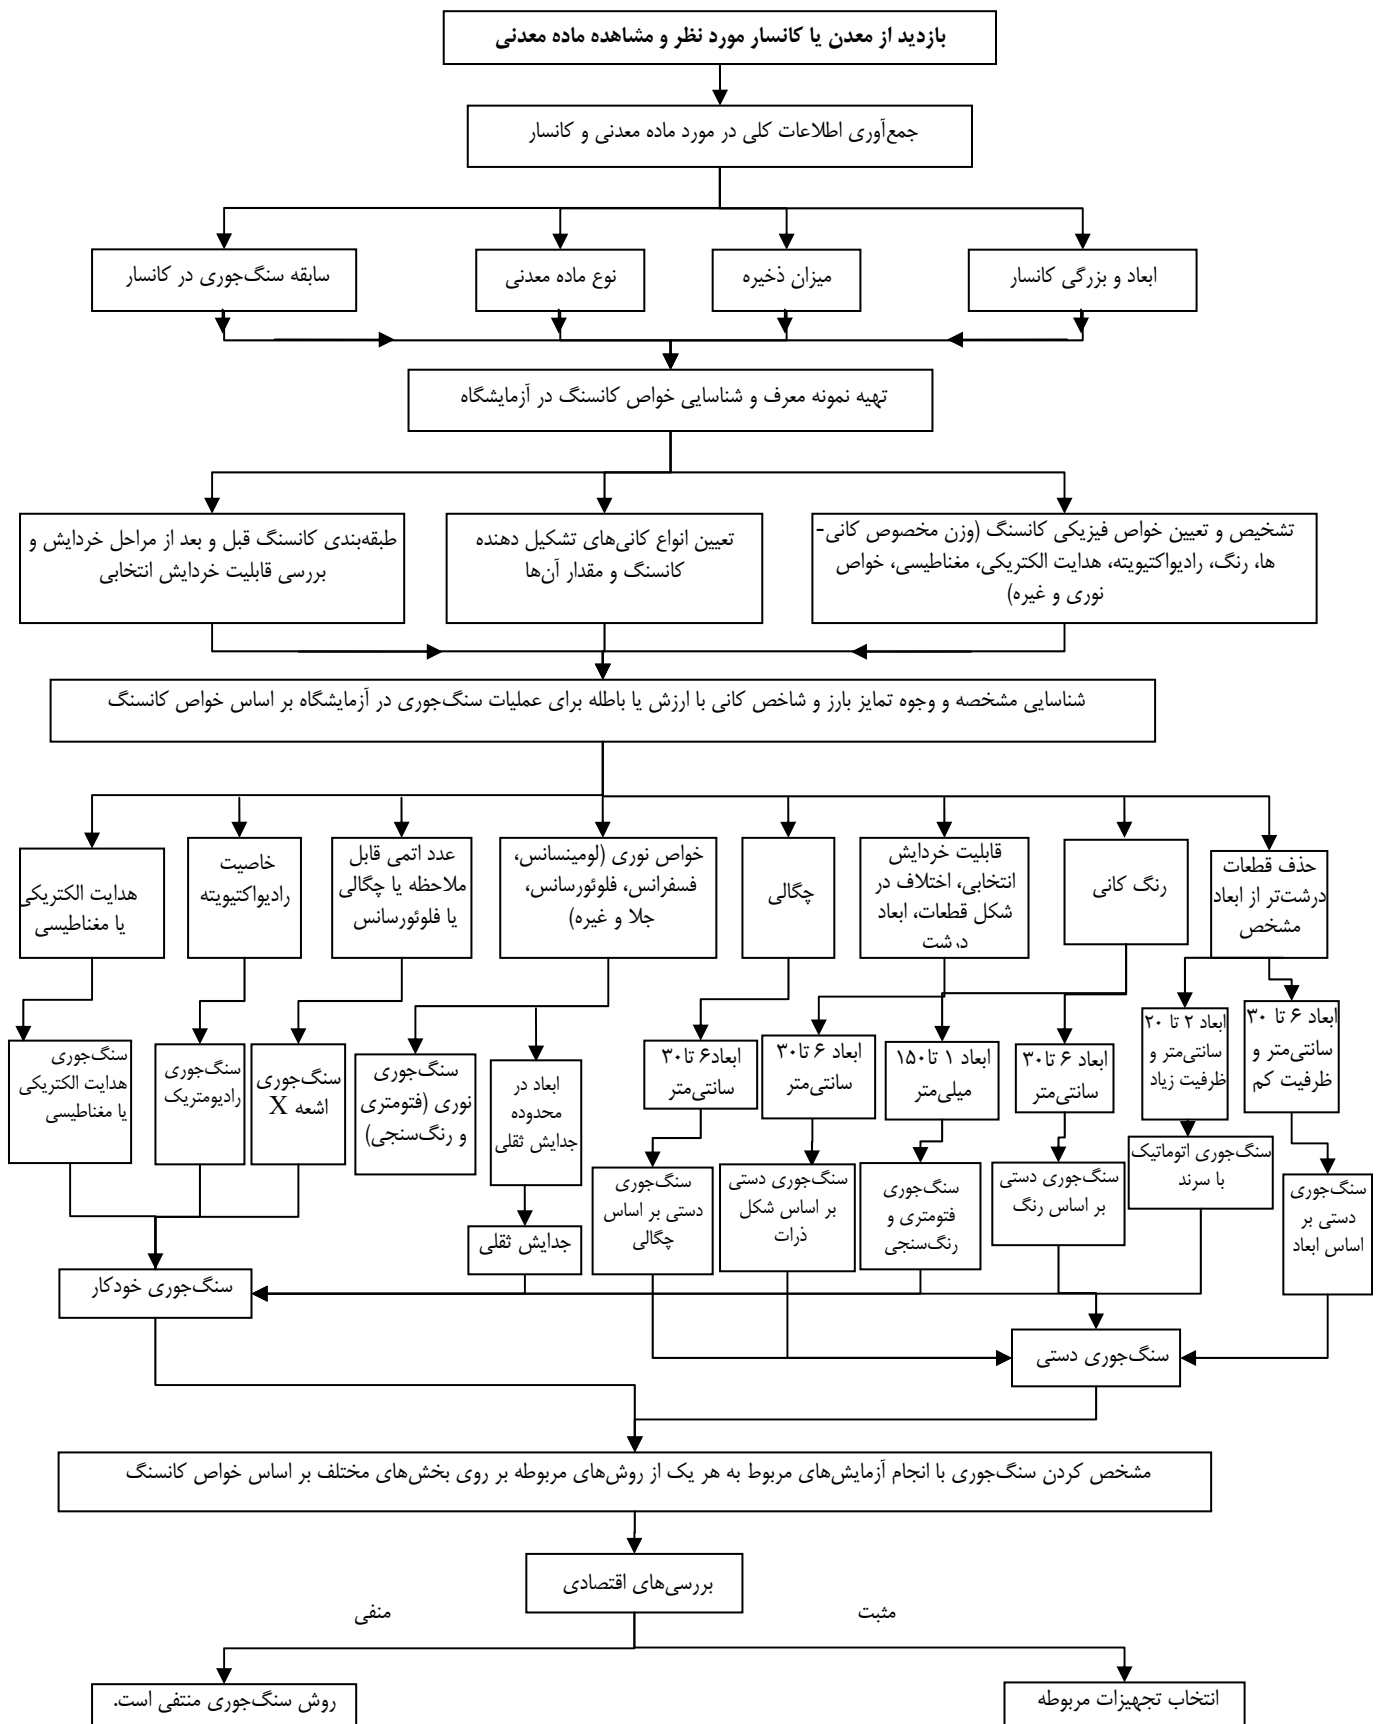 بازدید از معدن یا کانسار مورد نظر و مشاهده ماده معدنی
جمع‌آوری اطلاعات کلی در مورد ماده معدنی و کانسار
ابعاد و بزرگی کانسار
میزان ذخیره
نوع ماده معدنی
سابقه سنگ‌جوری در کانسار
تهیه نمونه معرف و شناسایی خواص کانسنگ در آزمایشگاه
تشخیص و تعیین خواص فیزیکی کانسنگ (وزن مخصوص کانی-
ها، رنگ، رادیواکتیویته، هدایت الکتریکی، مغناطیسی، خواص
نوری و غیره)
تعیین انواع کانی‌های تشکیل دهنده
کانسنگ و مقدار آن‌ها
طبقه‌بندی کانسنگ قبل و بعد از مراحل خردایش و
بررسی قابلیت خردایش انتخابی
شناسایی مشخصه و وجوه تمایز بارز و شاخص کانی با ارزش یا باطله برای عملیات سنگ‌جوری در آزمایشگاه بر اساس خواص کانسنگ
حذف قطعات
درشت‌تر از ابعاد
مشخص
رنگ کانی
قابلیت خردایش
انتخابی، اختلاف در
شکل قطعات، ابعاد
درشت
چگالی
خواص نوری (لومینسانس،
فسفرانس، فلوئورسانس،
جلا و غیره)
عدد اتمی قابل
ملاحظه یا چگالی
یا فلوئورسانس
خاصیت
رادیواکتیویته
هدایت الکتریکی
یا مغناطیسی
ابعاد ۶ تا ۳۰
سانتی‌متر و
ظرفیت کم
ابعاد ۲ تا ۲۰
سانتی‌متر و
ظرفیت زیاد
ابعاد ۶ تا۳۰
سانتی‌متر
ابعاد ۱ تا۱۵۰
میلی‌متر
ابعاد ۶ تا۳۰
سانتی‌متر
ابعاد۶ تا۳۰
سانتی‌متر
ابعاد در
محدوده
جدایش ثقلی
سنگ‌جوری
نوری (فتومتری
و رنگ‌سنجی)
سنگ‌جوری
اشعه X
سنگ‌جوری
رادیومتریک
سنگ‌جوری
هدایت الکتریکی
یا مغناطیسی
سنگ‌جوری
دستی بر
اساس ابعاد
سنگ‌جوری اتوماتیک
با سرند
سنگ‌جوری دستی
بر اساس رنگ
سنگ‌جوری
فتومتری و
رنگ‌سنجی
سنگ‌جوری دستی
بر اساس شکل
ذرات
سنگ‌جوری
دستی بر اساس
چگالی
جدایش ثقلی
سنگ‌جوری خودکار
سنگ‌جوری دستی
مشخص کردن سنگ‌جوری با انجام آزمایش‌های مربوط به هر یک از روش‌های مربوطه بر روی بخش‌های مختلف بر اساس خواص کانسنگ
بررسی‌های اقتصادی
مثبت
منفی
انتخاب تجهیزات مربوطه
روش سنگ‌جوری منتفی است.